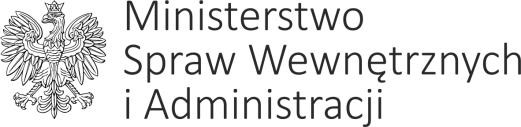 Ministerstwo
Spraw Wewnętrznych
i Administracji